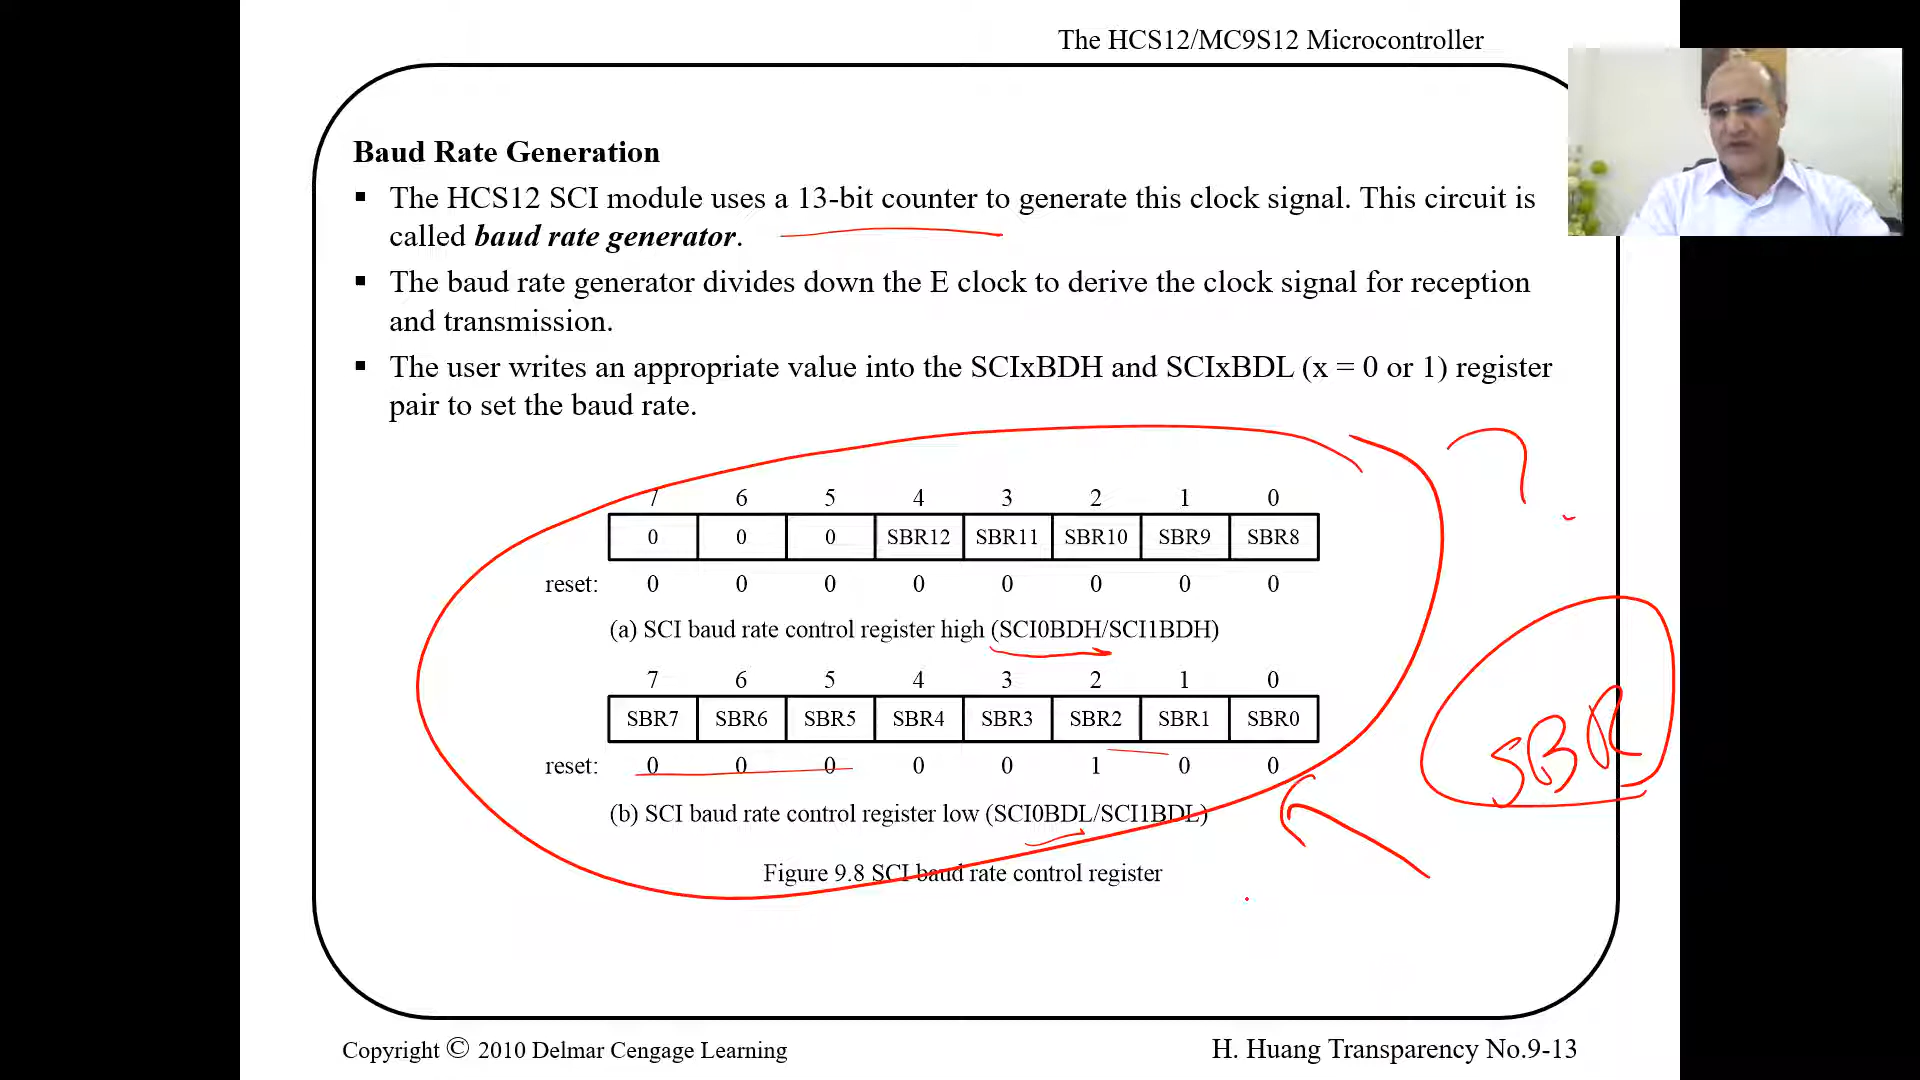 The HCS12/MC9S12 Microcontroller
Baud Rate Generation
▪ The HCS12 SCI module uses a 13-bit counter to generate this clock signal. This circuit is
called baud rate generator.
▪ The baud rate generator divides down the E clock to derive the clock signal for reception
and transmission.
▪ The user writes an appropriate value into the SCIxBDH and SCIxBDL (x = 0 or 1) register
pair to set the baud rate.
?
7 6 5 4 3 2 1 0
0 0 0 SBR12 SBR11 SBR10 SBR9 SBR8
reset: 0 0 0 0 0 0 0 0
(a) SCI baud rate control register high (SCI0BDH/SCI1BDH)
7 6 5 4 3 2 1 0
SBR7 SBR6 SBR5 SBR4 SBR3 SBR2 SBR1 SBR0
SBR
reset: 0 0 0 0 0 1 0 0
(b) SCI baud rate control register low (SCI0BDL/SCI1BDL)
Figure 9.8 SCI baud rate control register
Copyright © 2010 Delmar Cengage Learning
H. Huang Transparency No.9-13